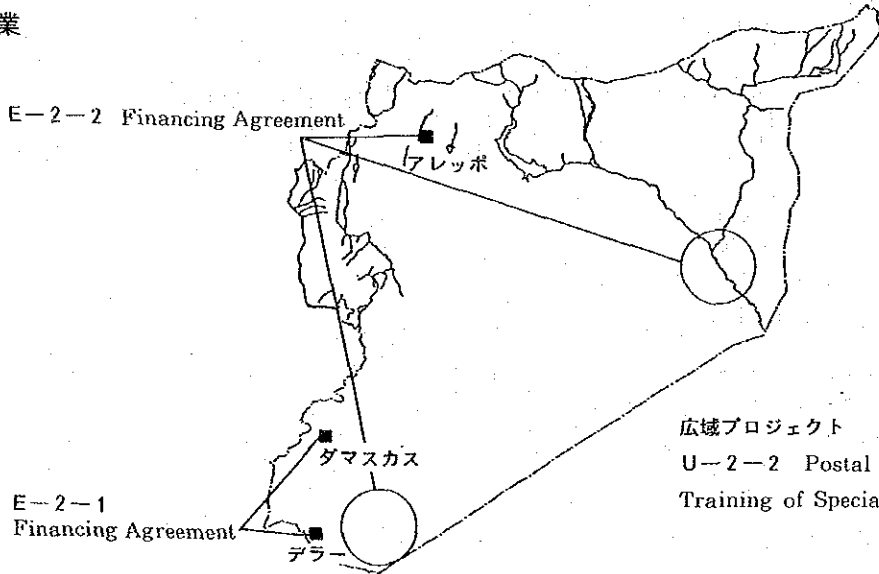 業
E-2-2 Financing Agreement
アレッポ
ダマスカス
E-2-1
Financing Agreement
デラー
広域プロジェクト
U-2-2 Postal
Training of Specia